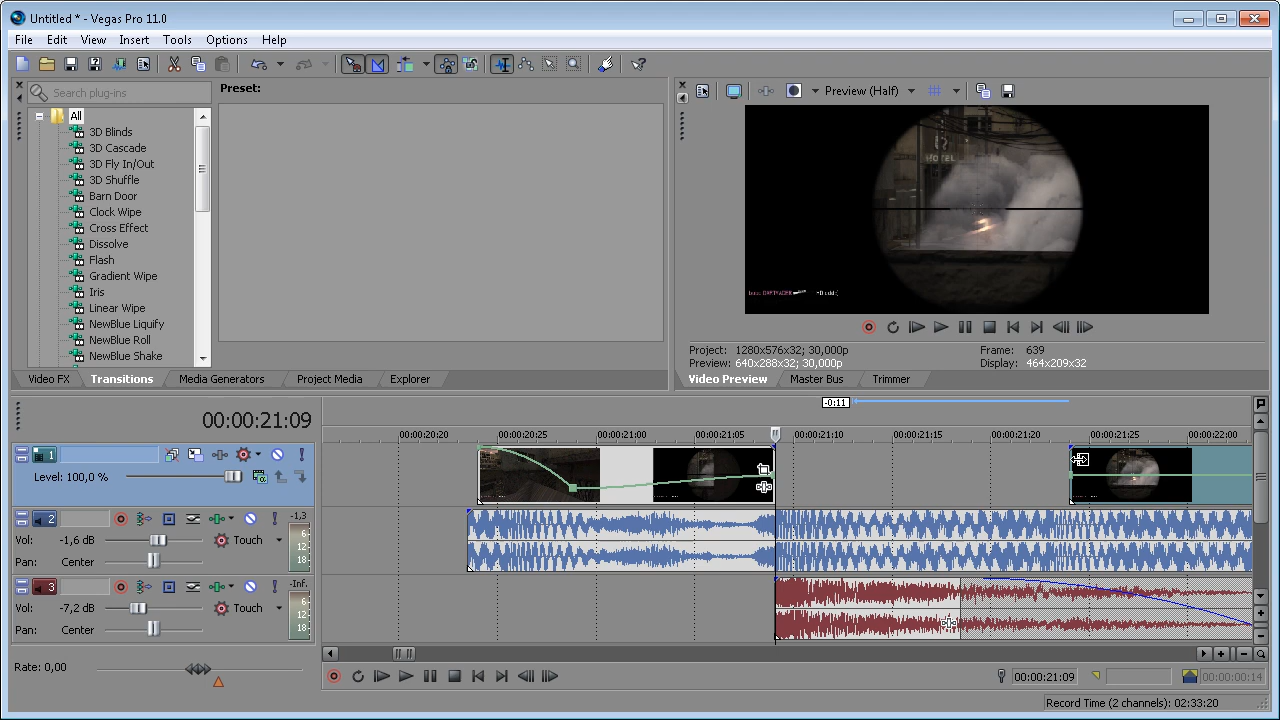 Untitled * - Vegas Pro 11.0
File Edit View Insert Tools Options Help
Search plug-ins
Preset:
All
3D Blinds
3D Cascade
3D Fly In/Out
3D Shuffle
Barn Door
Clock Wipe
Cross Effect
Dissolve
Flash
Gradient Wipe
Iris
Linear Wipe
NewBlue Liquify
NewBlue Roll
NewBlue Shake
Video FX Transitions Media Generators Project Media Explorer
Preview (Half)
HOTEL
Project: 1280x576x32; 30,000p Frame: 639
Preview: 640x288x32; 30,000p Display: 464x209x32
Video Preview Master Bus Trimmer
00:00:21:09
-0:11
00:00:20:20 00:00:20:25 00:00:21:00 00:00:21:05 00:00:21:10 00:00:21:15 00:00:21:20 00:00:21:25 00:00:22:00
1
Level: 100,0 %
2 -1,3
Vol: -1,6 dB Touch 6
12
Pan: Center 18
3 -Inf.
Vol: -7,2 dB Touch 6
12
Pan: Center 18
Rate: 0,00
00:00:21:09 00:00:00:14
Record Time (2 channels): 02:33:20